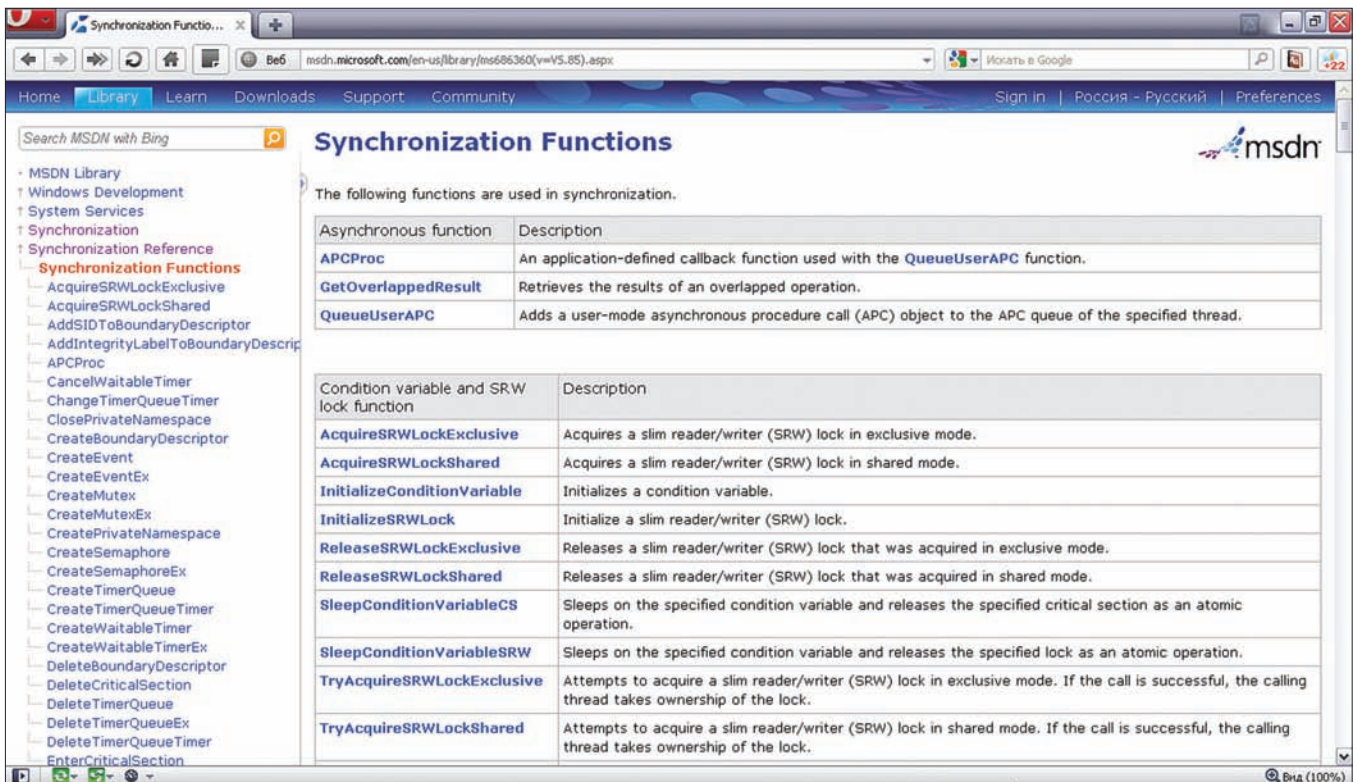 Synchronization Functio...
Веб
msdn.microsoft.com/en-us/library/ms686360(v=VS.85).aspx
Искать в Google
+22
Home Library Learn Downloads Support Community
Sign in | Россия - Русский | Preferences
Search MSDN with Bing
MSDN Library
Windows Development
System Services
Synchronization
Synchronization Reference
Synchronization Functions
AcquireSRWLockExclusive
AcquireSRWLockShared
AddSIDToBoundaryDescriptor
AddIntegrityLabelToBoundaryDescrip
APCProc
CancelWaitableTimer
ChangeTimerQueueTimer
ClosePrivateNamespace
CreateBoundaryDescriptor
CreateEvent
CreateEventEx
CreateMutex
CreateMutexEx
CreatePrivateNamespace
CreateSemaphore
CreateSemaphoreEx
CreateTimerQueue
CreateTimerQueueTimer
CreateWaitableTimer
CreateWaitableTimerEx
DeleteBoundaryDescriptor
DeleteCriticalSection
DeleteTimerQueue
DeleteTimerQueueEx
DeleteTimerQueueTimer
EnterCriticalSection
Synchronization Functions
msdn
The following functions are used in synchronization.
Asynchronous function Description
APCProc An application-defined callback function used with the QueueUserAPC function.
GetOverlappedResult Retrieves the results of an overlapped operation.
QueueUserAPC Adds a user-mode asynchronous procedure call (APC) object to the APC queue of the specified thread.
Condition variable and SRW Description
lock function
AcquireSRWLockExclusive Acquires a slim reader/writer (SRW) lock in exclusive mode.
AcquireSRWLockShared Acquires a slim reader/writer (SRW) lock in shared mode.
InitializeConditionVariable Initializes a condition variable.
InitializeSRWLock Initialize a slim reader/writer (SRW) lock.
ReleaseSRWLockExclusive Releases a slim reader/writer (SRW) lock that was acquired in exclusive mode.
ReleaseSRWLockShared Releases a slim reader/writer (SRW) lock that was acquired in shared mode.
SleepConditionVariableCS Sleeps on the specified condition variable and releases the specified critical section as an atomic
operation.
SleepConditionVariableSRW Sleeps on the specified condition variable and releases the specified lock as an atomic operation.
TryAcquireSRWLockExclusive Attempts to acquire a slim reader/writer (SRW) lock in exclusive mode. If the call is successful, the calling
thread takes ownership of the lock.
TryAcquireSRWLockShared Attempts to acquire a slim reader/writer (SRW) lock in shared mode. If the call is successful, the calling
thread takes ownership of the lock.
Вид (100%)